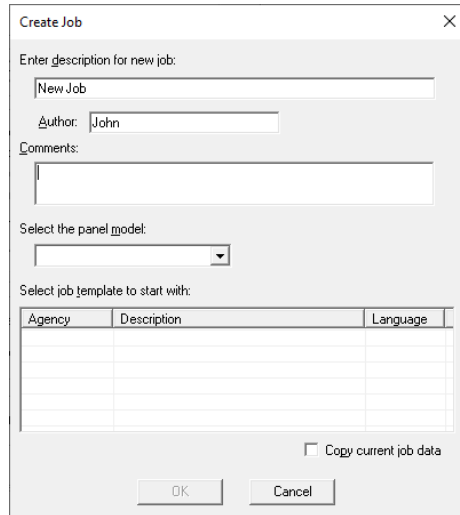 Create Job
Enter description for new job:
New Job
Author: John
Comments:
Select the panel model:
Select job template to start with:
Agency Description Language
Copy current job data
OK Cancel